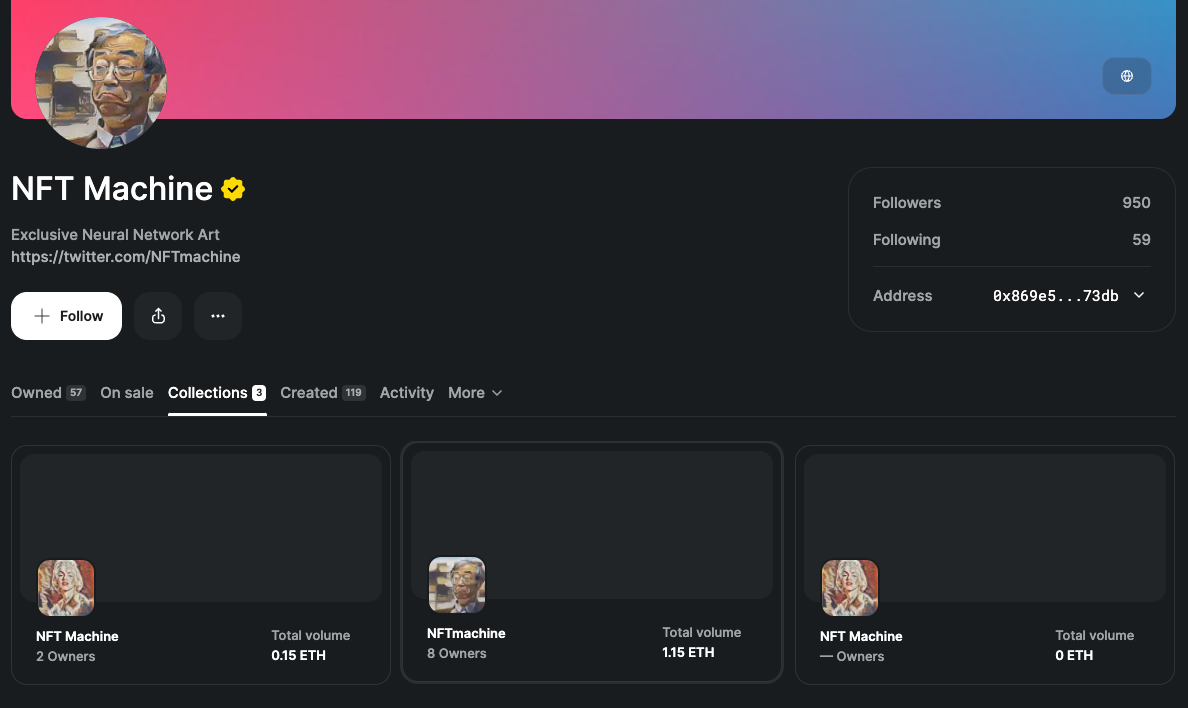 NFT Machine
Exclusive Neural Network Art
https://twitter.com/NFTmachine
Followers 950
Following 59
Address 0x869e5...73db
Follow
Owned 57 On sale Collections 3 Created 119 Activity More
NFT Machine Total volume
2 Owners 0.15 ETH
NFTmachine Total volume
8 Owners 1.15 ETH
NFT Machine Total volume
— Owners 0 ETH